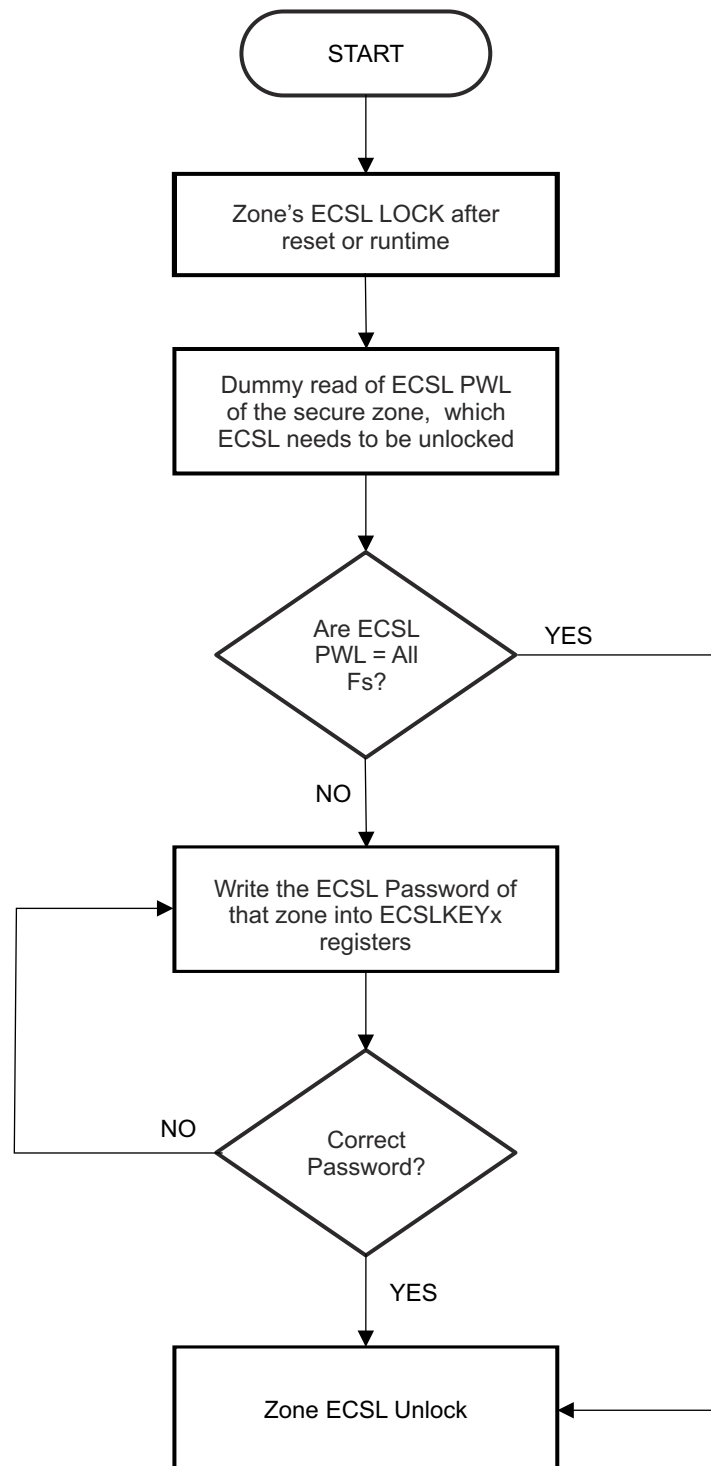 START
Zone's ECSL LOCK after
reset or runtime
Dummy read of ECSL PWL
of the secure zone, which
ECSL needs to be unlocked
Are ECSL
PWL = All
Fs?
YES
NO
Write the ECSL Password of
that zone into ECSLKEYx
registers
NO
Correct
Password?
YES
Zone ECSL Unlock